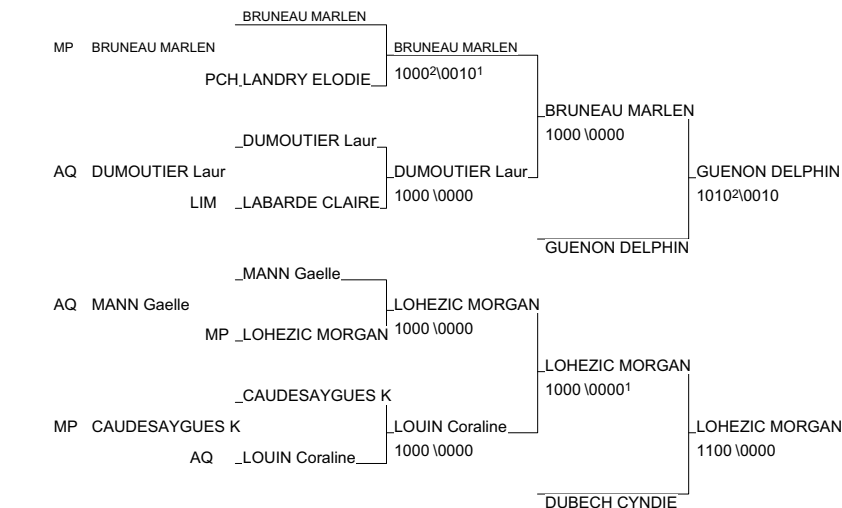 BRUNEAU MARLEN
MP BRUNEAU MARLEN BRUNEAU MARLEN
PCH LANDRY ELODIE 1000²\0010¹
BRUNEAU MARLEN
1000 \0000
DUMOUTIER Laur
AQ DUMOUTIER Laur DUMOUTIER Laur GUENON DELPHIN
LIM LABARDE CLAIRE 1000 \0000 1010²\0010
GUENON DELPHIN
MANN Gaelle
AQ MANN Gaelle LOHEZIC MORGAN
MP LOHEZIC MORGAN 1000 \0000
LOHEZIC MORGAN
1000 \0000¹
CAUDESAYGUES K
MP CAUDESAYGUES K LOUIN Coraline LOHEZIC MORGAN
AQ LOUIN Coraline 1000 \0000 1100 \0000
DUBECH CYNDIE